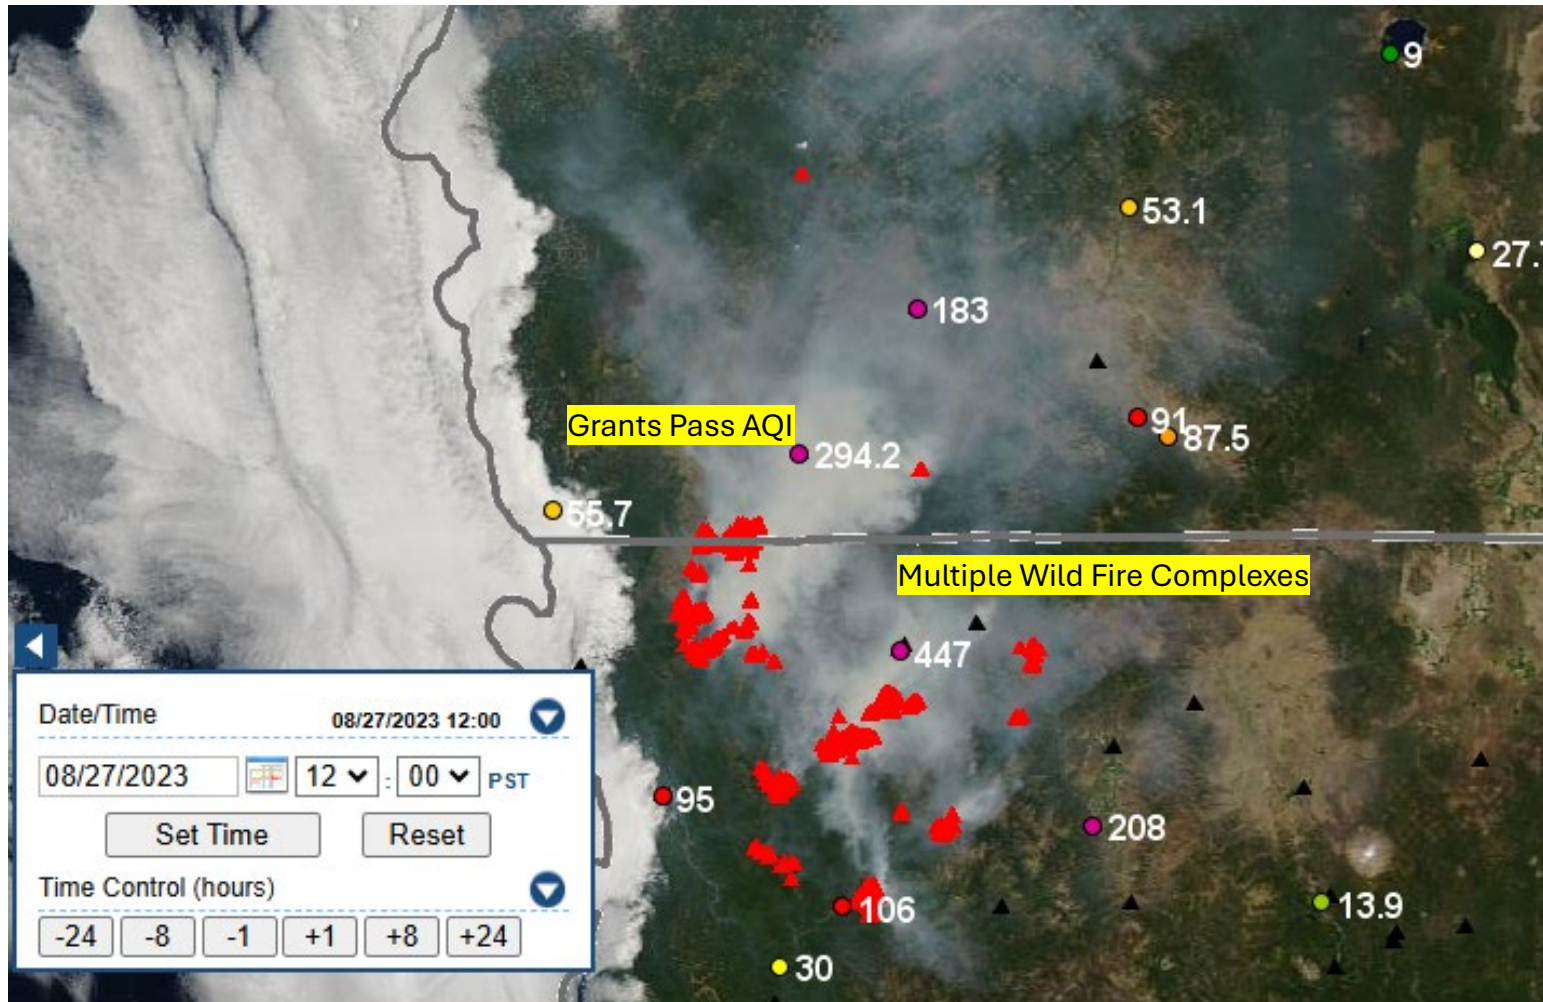 9
53.1
27.
183
Grants Pass AQI
91
294.2
87.5
55.7
Multiple Wild Fire Complexes
447
Date/Time 08/27/2023 12:00
08/27/2023 12 : 00 PST
95
Set Time Reset
208
Time Control (hours)
13.9
106
-24 -8 -1 +1 +8 +24
30